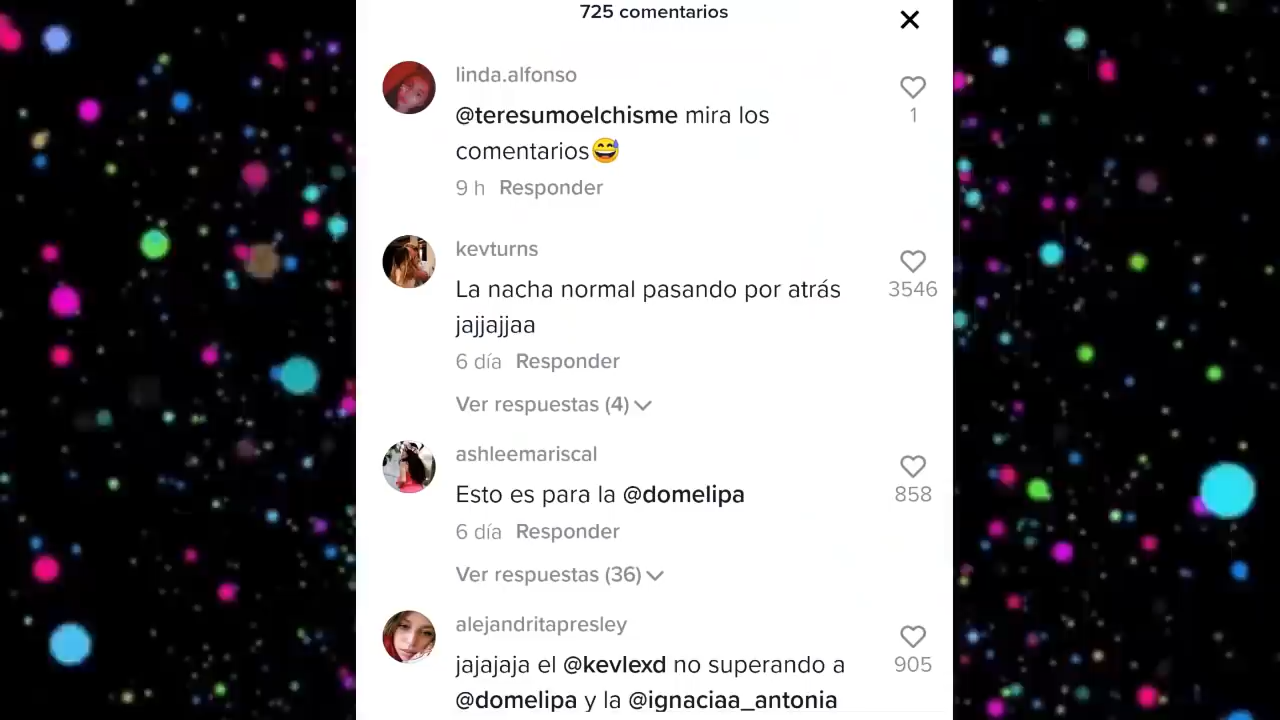 725 comentarios
linda.alfonso
@teresumoelchisme mira los
comentarios😅
1
9 h Responder
kevturns
La nacha normal pasando por atrás
jajjajjaa
3546
6 día Responder
Ver respuestas (4)
ashleemariscal
Esto es para la @domelipa
858
6 día Responder
Ver respuestas (36)
alejandritapresley
jajajaja el @kevlexd no superando a
905
@domelipa y la @ignaciaa_antonia